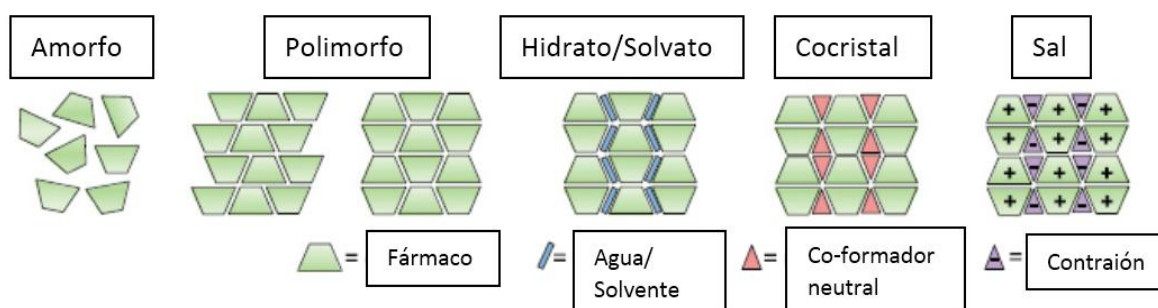 Amorfo
Polimorfo
Hidrato/Solvato
Cocristal
Sal
+ - + - +
+ - + - +
+ - + - +
+ - + - +
= Fármaco
= Agua/
Solvente
= Co-formador
neutral
- = Contraión